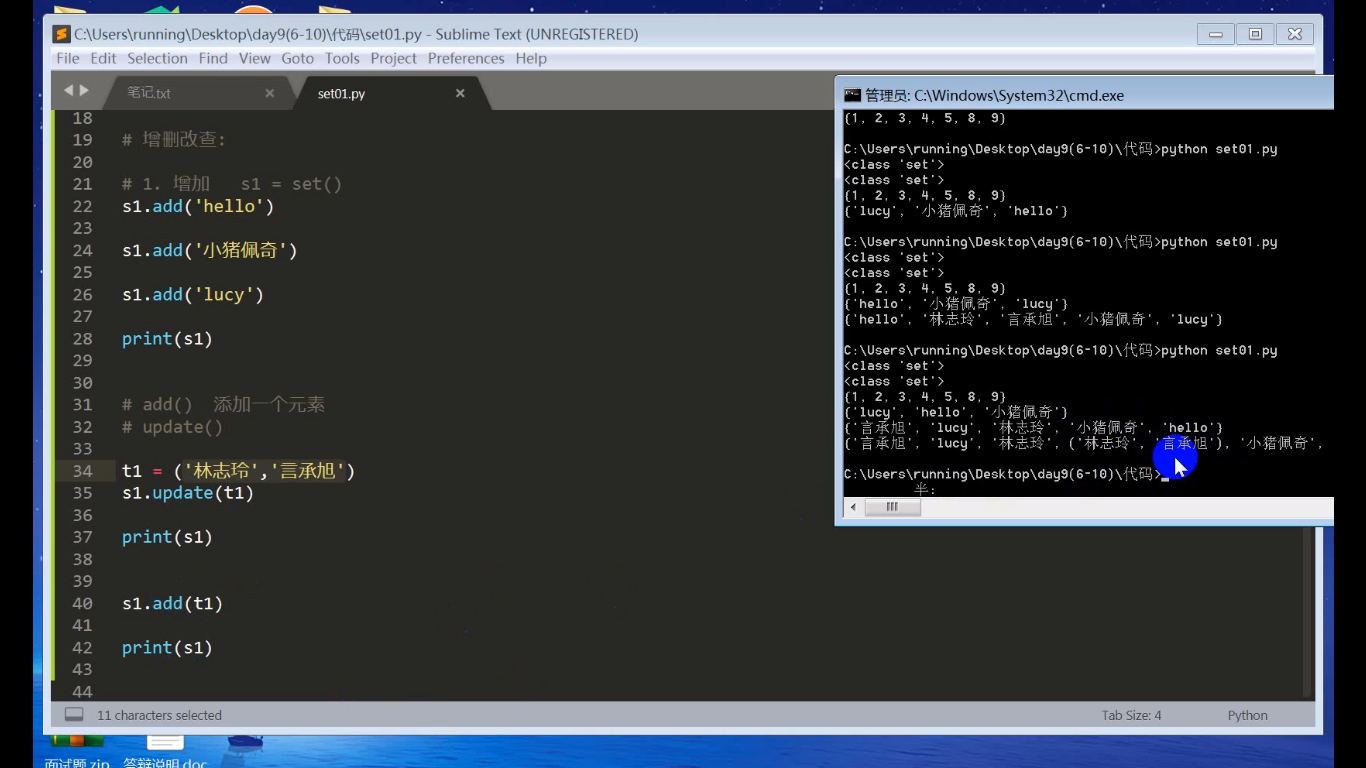 C:\Users\running\Desktop\day9(6-10)\代码\set01.py - Sublime Text (UNREGISTERED)
File Edit Selection Find View Goto Tools Project Preferences Help
笔记.txt
set01.py
18
19 # 增删改查:
20
21 # 1. 增加   s1 = set()
22 s1.add('hello')
23
24 s1.add('小猪佩奇')
25
26 s1.add('lucy')
27
28 print(s1)
29
30
31 # add()  添加一个元素
32 # update()
33
34 t1 = ('林志玲','言承旭')
35 s1.update(t1)
36
37 print(s1)
38
39
40 s1.add(t1)
41
42 print(s1)
43
44
11 characters selected
Tab Size: 4
Python
管理员: C:\Windows\System32\cmd.exe
{1, 2, 3, 4, 5, 8, 9}
C:\Users\running\Desktop\day9(6-10)\代码>python set01.py
<class 'set'>
<class 'set'>
{1, 2, 3, 4, 5, 8, 9}
{'lucy', '小猪佩奇', 'hello'}
C:\Users\running\Desktop\day9(6-10)\代码>python set01.py
<class 'set'>
<class 'set'>
{1, 2, 3, 4, 5, 8, 9}
{'hello', '小猪佩奇', 'lucy'}
{'hello', '林志玲', '言承旭', '小猪佩奇', 'lucy'}
C:\Users\running\Desktop\day9(6-10)\代码>python set01.py
<class 'set'>
<class 'set'>
{1, 2, 3, 4, 5, 8, 9}
{'lucy', 'hello', '小猪佩奇'}
{'言承旭', 'lucy', '林志玲', '小猪佩奇', 'hello'}
{'言承旭', 'lucy', '林志玲', ('林志玲', '言承旭'), '小猪佩奇',
C:\Users\running\Desktop\day9(6-10)\代码>
半:
面试题.zip
答辩说明.doc